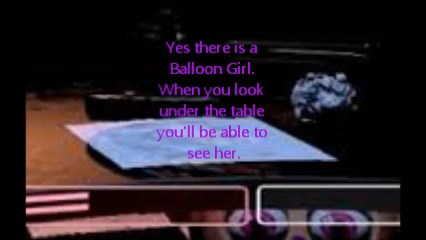 Yes there is a
Balloon Girl.
When you look
under the table
you'll be able to
see her.